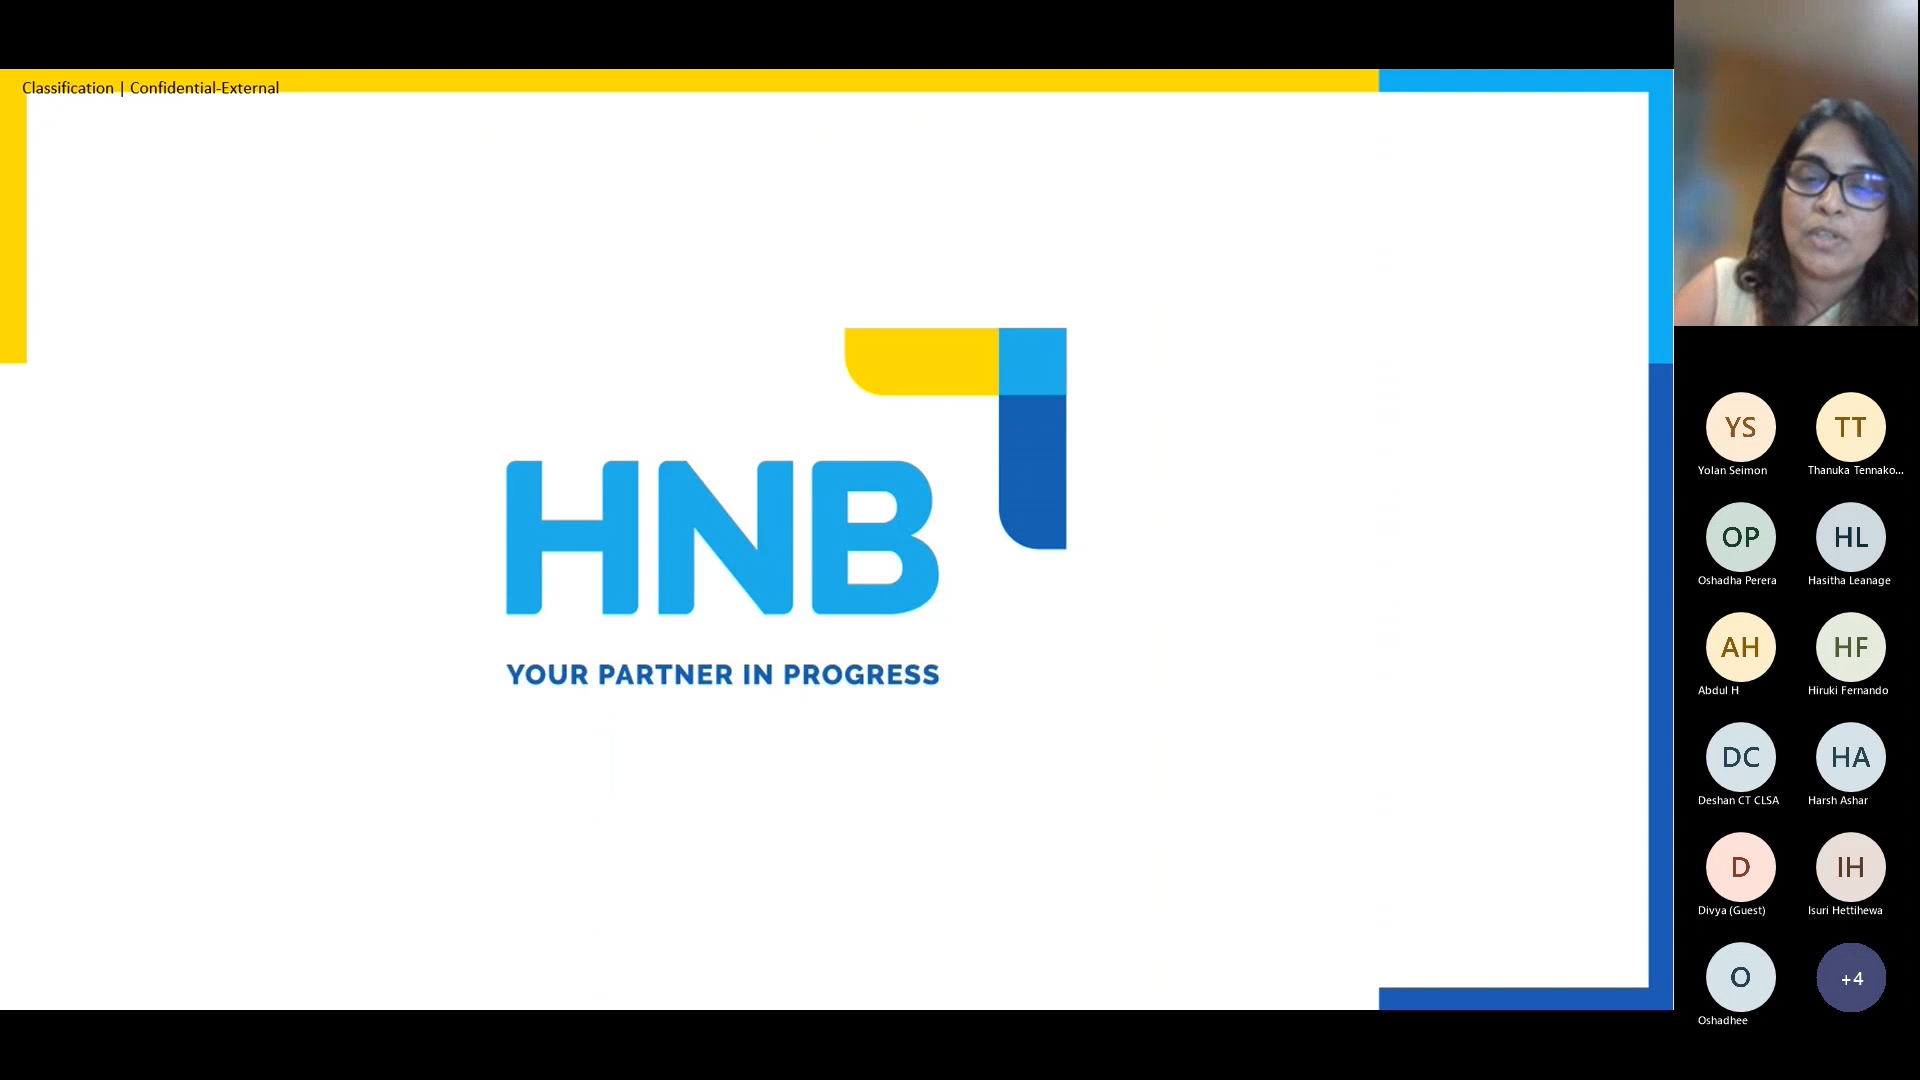 Classification | Confidential-External
HNB
YOUR PARTNER IN PROGRESS
YS
TT
Yolan Seimon
Thanuka Tennako...
OP
HL
Oshadha Perera
Hasitha Leanage
AH
HF
Abdul H
Hiruki Fernando
DC
HA
Deshan CT CLSA
Harsh Ashar
D
IH
Divya (Guest)
Isuri Hettihewa
O
+4
Oshadhee